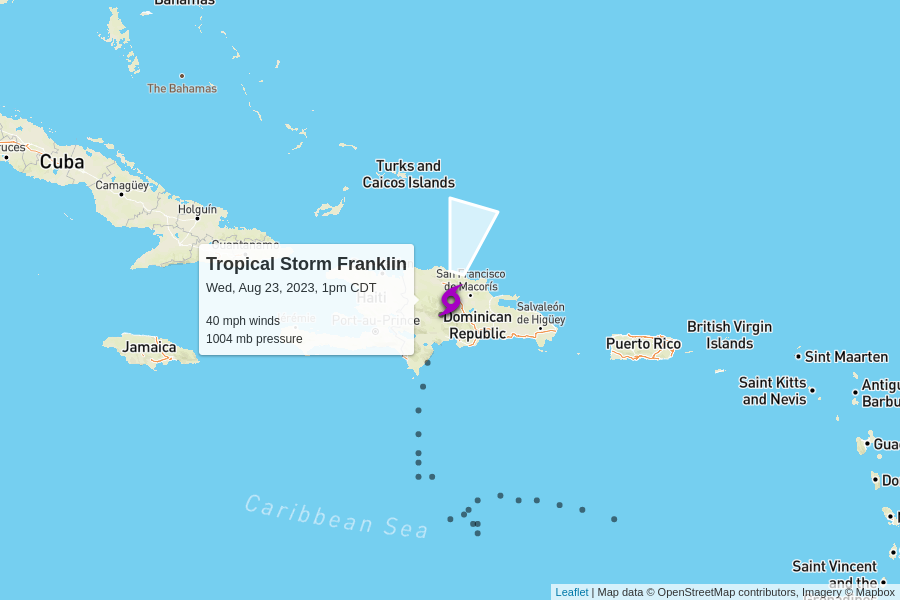 Bahamas
The Bahamas
Turks and
Caicos Islands
Cuba
Camagüey
Holguín
Guantanamo
Tropical Storm Franklin
Wed, Aug 23, 2023, 1pm CDT
Haiti
40 mph winds
Port-au-Prince
1004 mb pressure
San Francisco
de Macorís
Dominican
Republic
Salvaleón
de Higüey
Jamaica
Puerto Rico
British Virgin
Islands
Sint Maarten
Saint Kitts
and Nevis
Antigu
Barbu
Gua
Do
Caribbean Sea
Saint Vincent
and the
Grenadines
Leaflet | Map data © OpenStreetMap contributors, Imagery © Mapbox